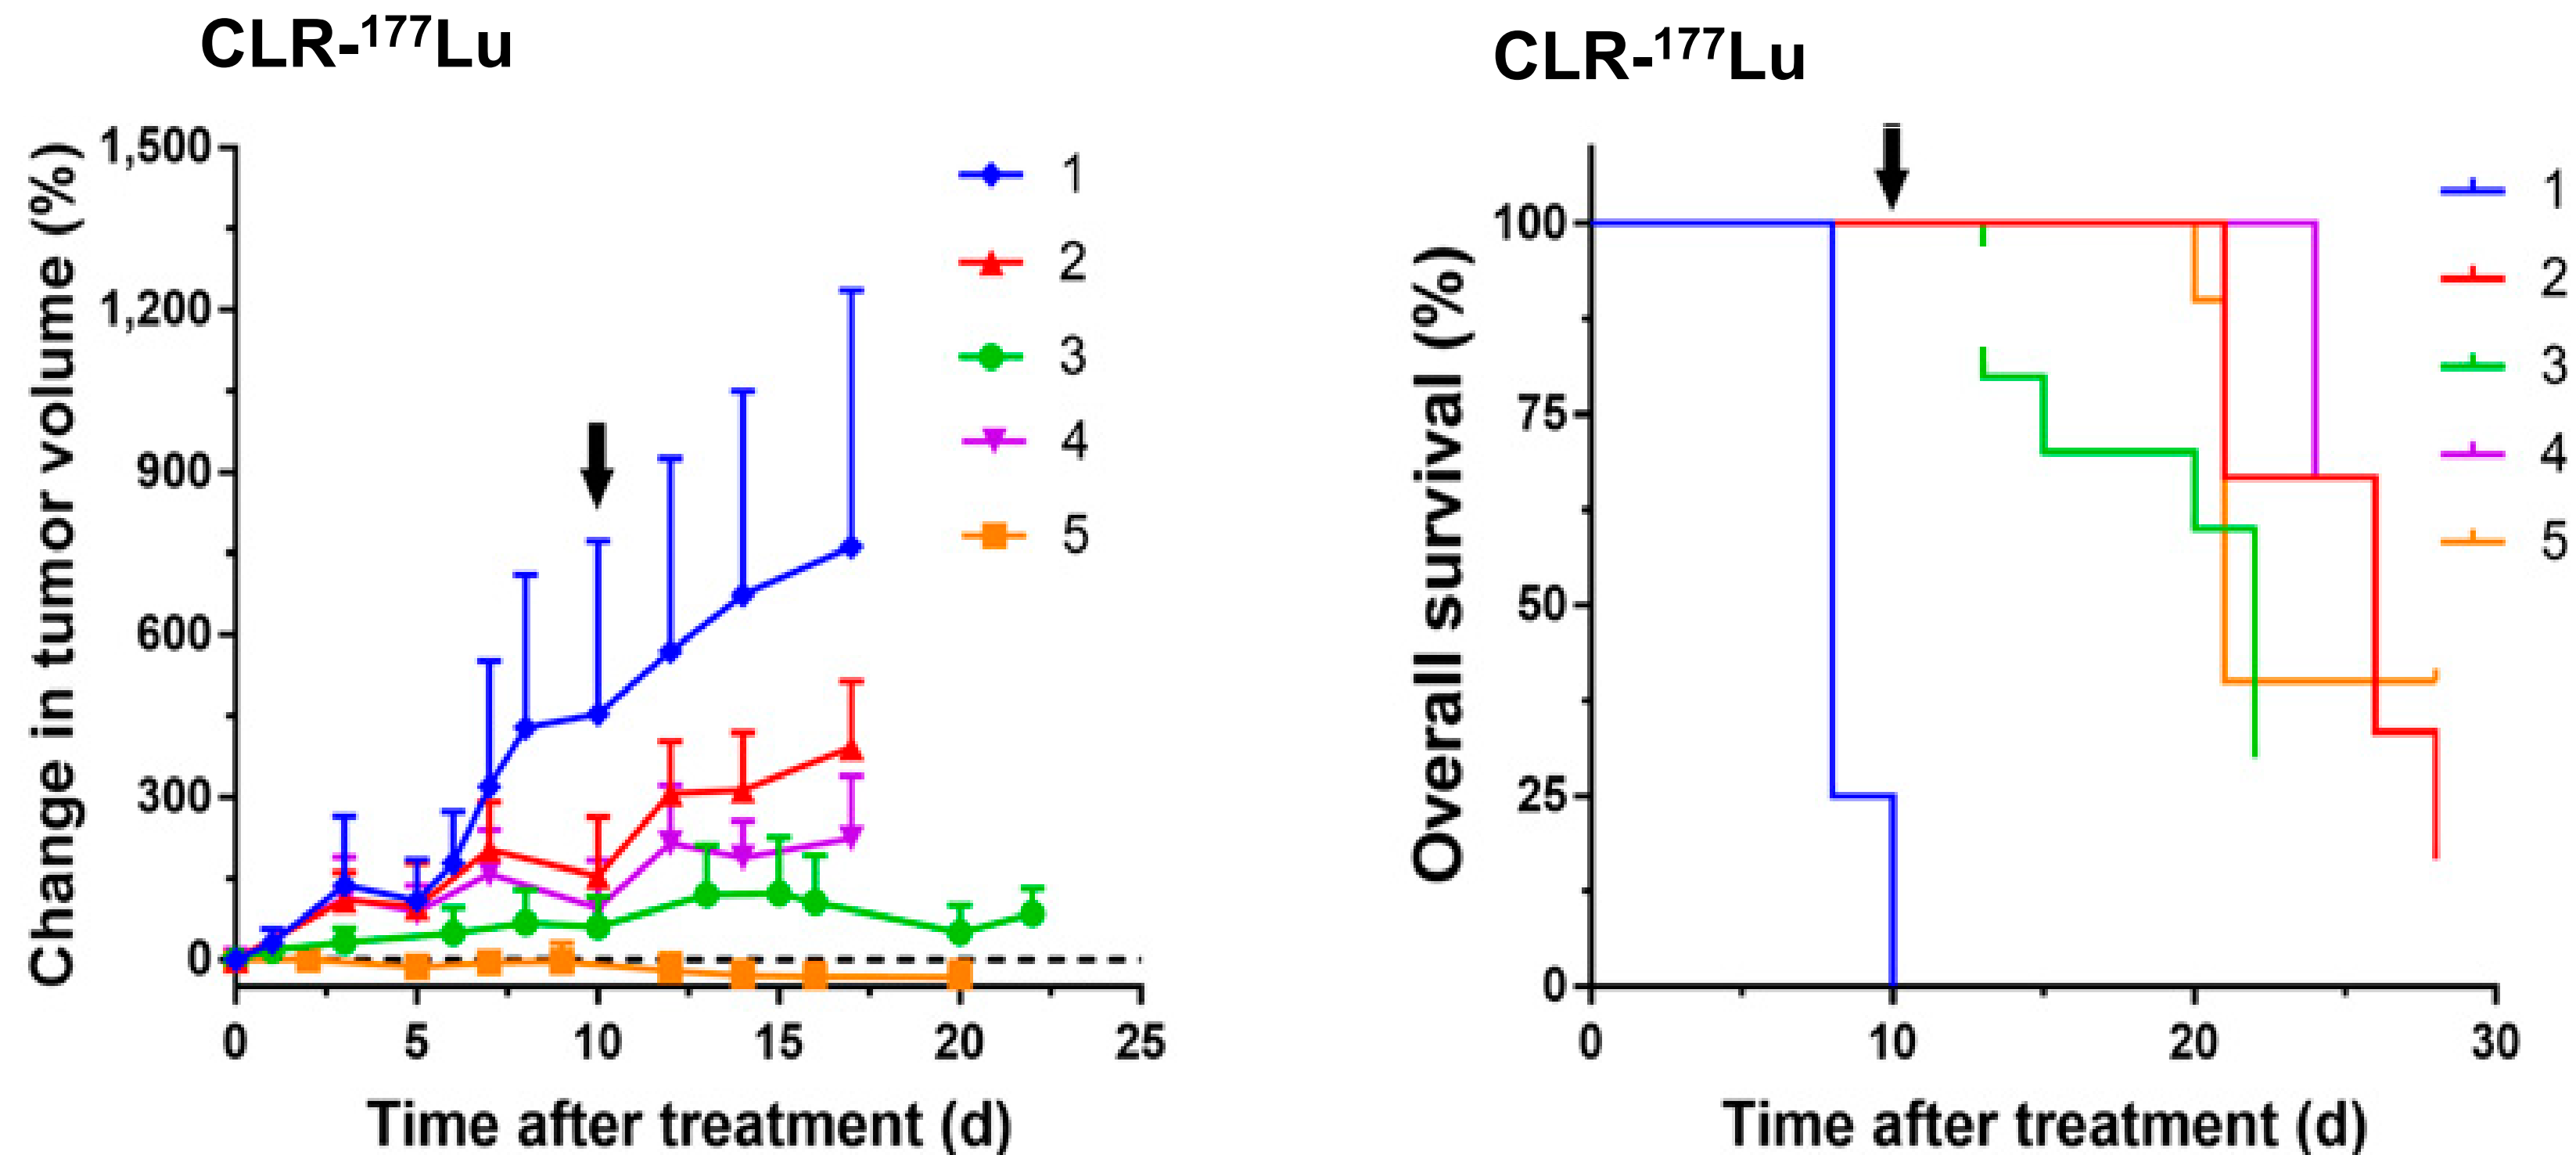 CLR-¹⁷⁷Lu
Change in tumor volume (%)
1,500
1,200
900
600
300
0
0 5 10 15 20 25
Time after treatment (d)
1
2
3
4
5
CLR-¹⁷⁷Lu
Overall survival (%)
100
75
50
25
0
0 10 20 30
Time after treatment (d)
1
2
3
4
5